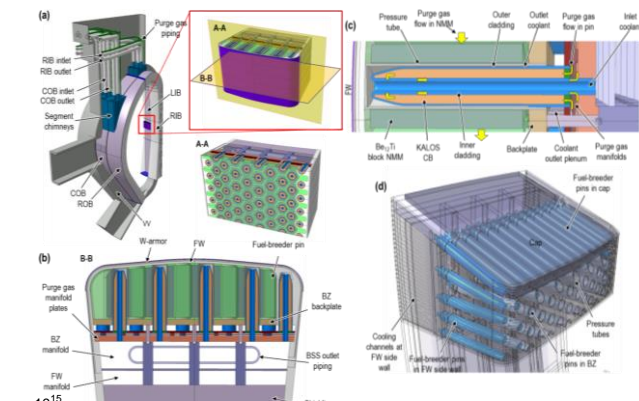 (a)
Purge gas
piping
RIB inlet
RIB outlet
COB inlet
COB outlet
Segment
chimneys
LIB
RIB
COB
ROB
VV
A-A
B-B
A-A
(b)
B-B
W-armor
FW
Fuel-breeder pin
Purge gas
manifold
plates
BZ
backplate
BZ
manifold
BSS outlet
piping
FW
manifold
10¹⁵
(c)
Pressure
tube
Purge gas
flow in NMM
Outer
cladding
Outlet
coolant
Purge gas
flow in pin
Inlet
coolant
FW
Be₁₂Ti
block NMM
KALOS
CB
Inner
cladding
Backplate
Coolant
outlet plenum
Purge gas
manifolds
(d)
Fuel-breeder
pins in cap
Cap
Cooling
channels at
FW side
wall
Fuel-breeder
pins
in FW side wall
Pressure
tubes
Fuel-breeder
pins in BZ